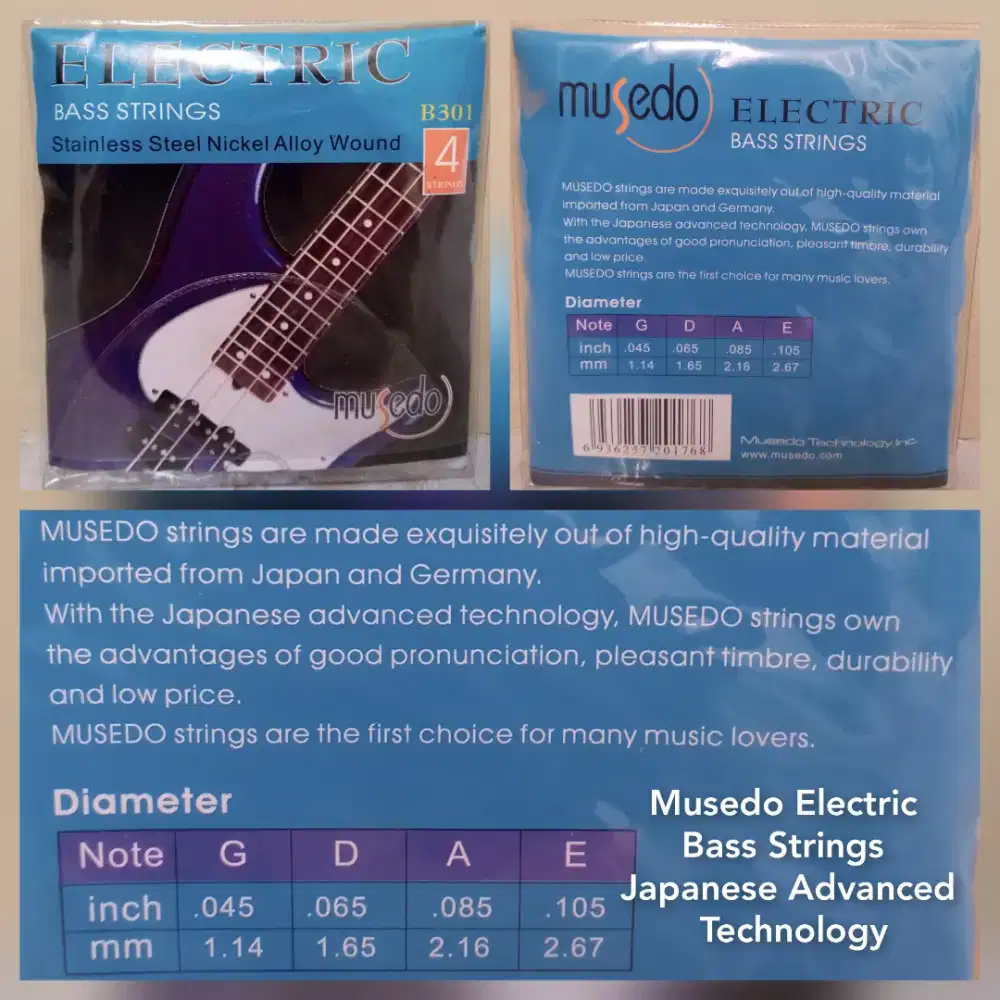 ELECTRIC
BASS STRINGS
B301
Stainless Steel Nickel Alloy Wound
4
STRINGS
musedo
musedo
ELECTRIC
BASS STRINGS
MUSEDO strings are made exquisitely out of high-quality material
imported from Japan and Germany.
With the Japanese advanced technology, MUSEDO strings own
the advantages of good pronunciation, pleasant timbre, durability
and low price.
MUSEDO strings are the first choice for many music lovers.
Diameter
Note G D A E
inch .045 .065 .085 .105
mm 1.14 1.65 2.16 2.67
6 936257 201768
Musedo Technology Inc.
www.musedo.com
MUSEDO strings are made exquisitely out of high-quality material
imported from Japan and Germany.
With the Japanese advanced technology, MUSEDO strings own
the advantages of good pronunciation, pleasant timbre, durability
and low price.
MUSEDO strings are the first choice for many music lovers.
Diameter
Note G D A E
inch .045 .065 .085 .105
mm 1.14 1.65 2.16 2.67
Musedo Electric
Bass Strings
Japanese Advanced
Technology